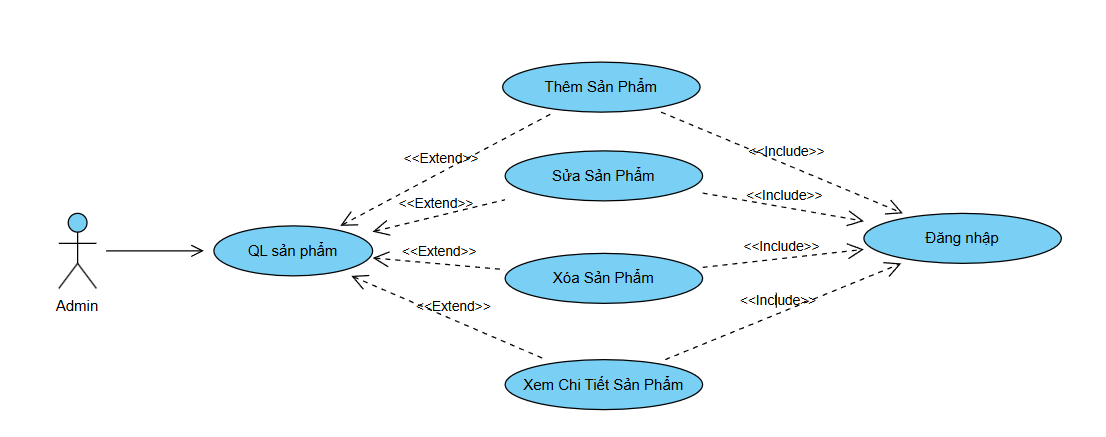 Thêm Sản Phẩm
<<Extend>>
<<Include>>
Sửa Sản Phẩm
<<Extend>>
<<Include>>
Admin
QL sản phẩm
Đăng nhập
<<Extend>>
<<Include>>
Xóa Sản Phẩm
<<Extend>>
<<Include>>
Xem Chi Tiết Sản Phẩm